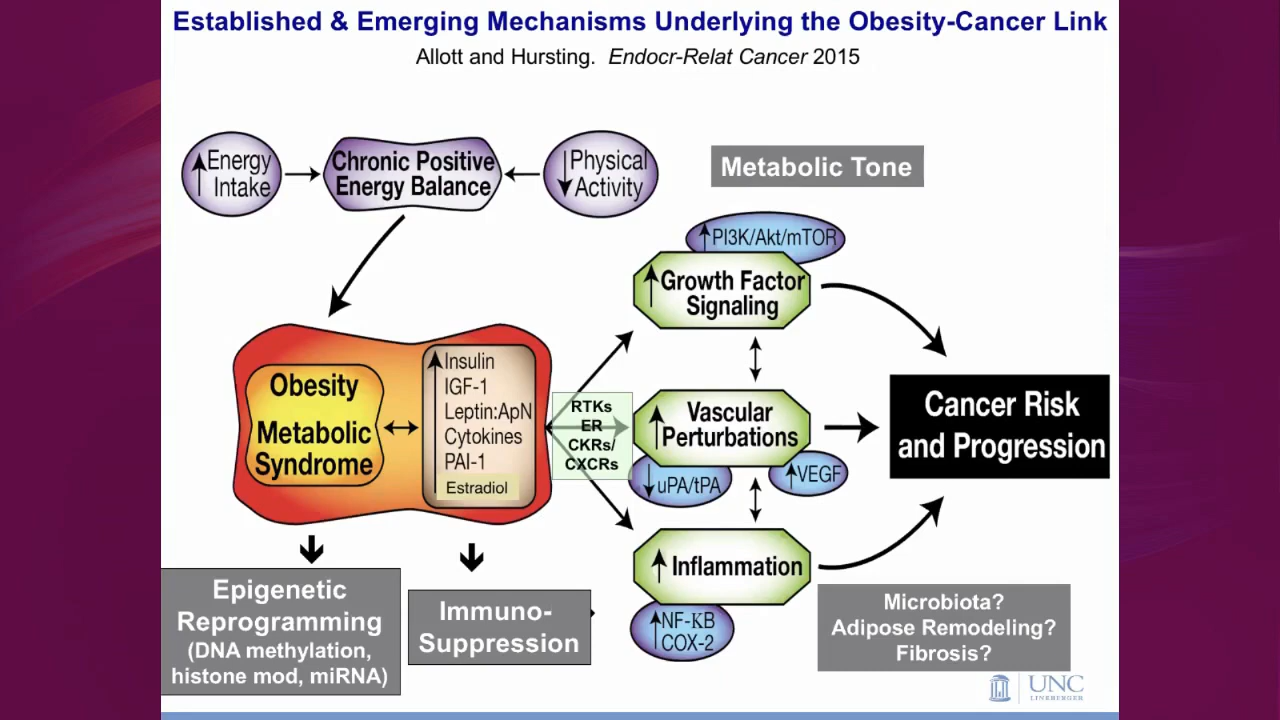 Established & Emerging Mechanisms Underlying the Obesity-Cancer Link
Allott and Hursting. Endocr-Relat Cancer 2015
Energy
Intake
Chronic Positive
Energy Balance
Physical
Activity
Metabolic Tone
PI3K/Akt/mTOR
Growth Factor
Signaling
Obesity
Metabolic
Syndrome
Insulin
IGF-1
Leptin:ApN
Cytokines
PAI-1
Estradiol
RTKs
ER
CKRs/
CXCRs
Vascular
Perturbations
uPA/tPA
VEGF
Cancer Risk
and Progression
Inflammation
NF-KB
COX-2
Epigenetic
Reprogramming
(DNA methylation,
histone mod, miRNA)
Immuno-
Suppression
Microbiota?
Adipose Remodeling?
Fibrosis?
UNC
LINEBERGER